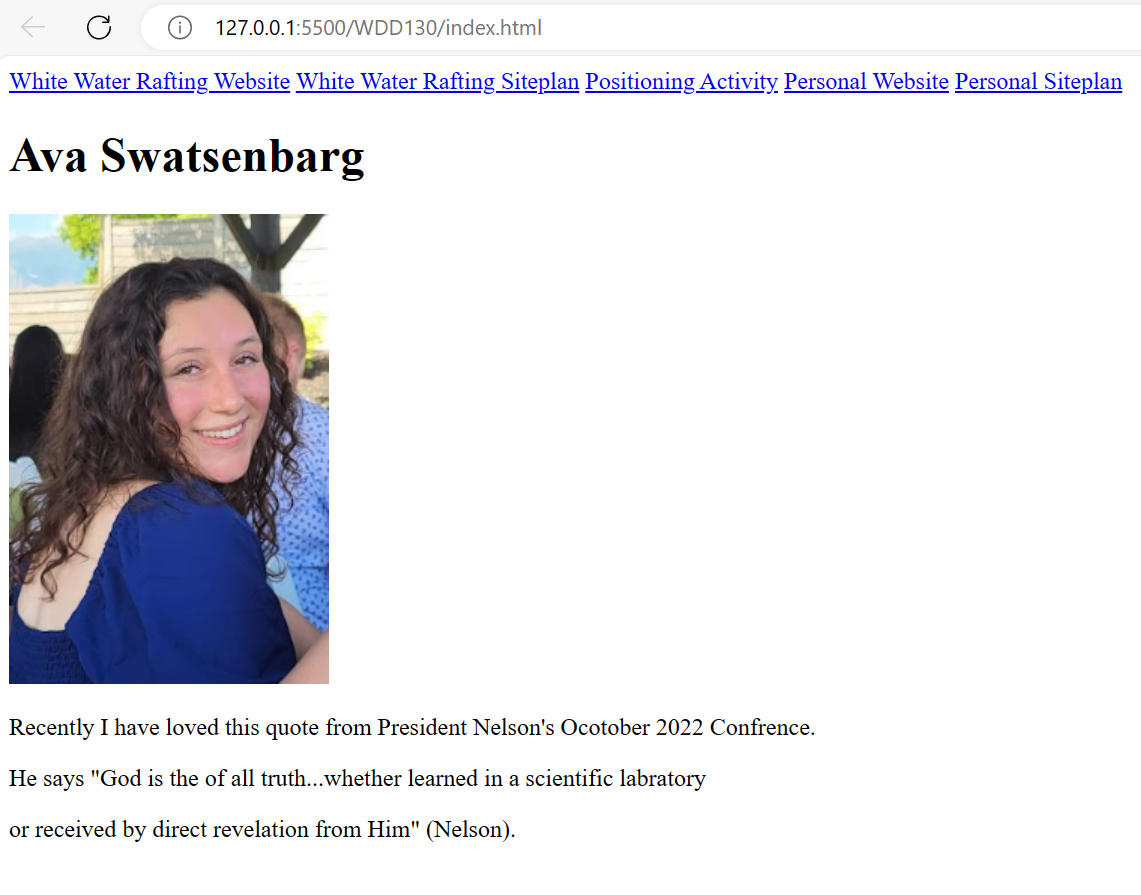 127.0.0.1:5500/WDD130/index.html
White Water Rafting Website White Water Rafting Siteplan Positioning Activity Personal Website Personal Siteplan
Ava Swatsenbarg
Recently I have loved this quote from President Nelson's Ocotober 2022 Confrence.
He says "God is the of all truth...whether learned in a scientific labratory
or received by direct revelation from Him" (Nelson).